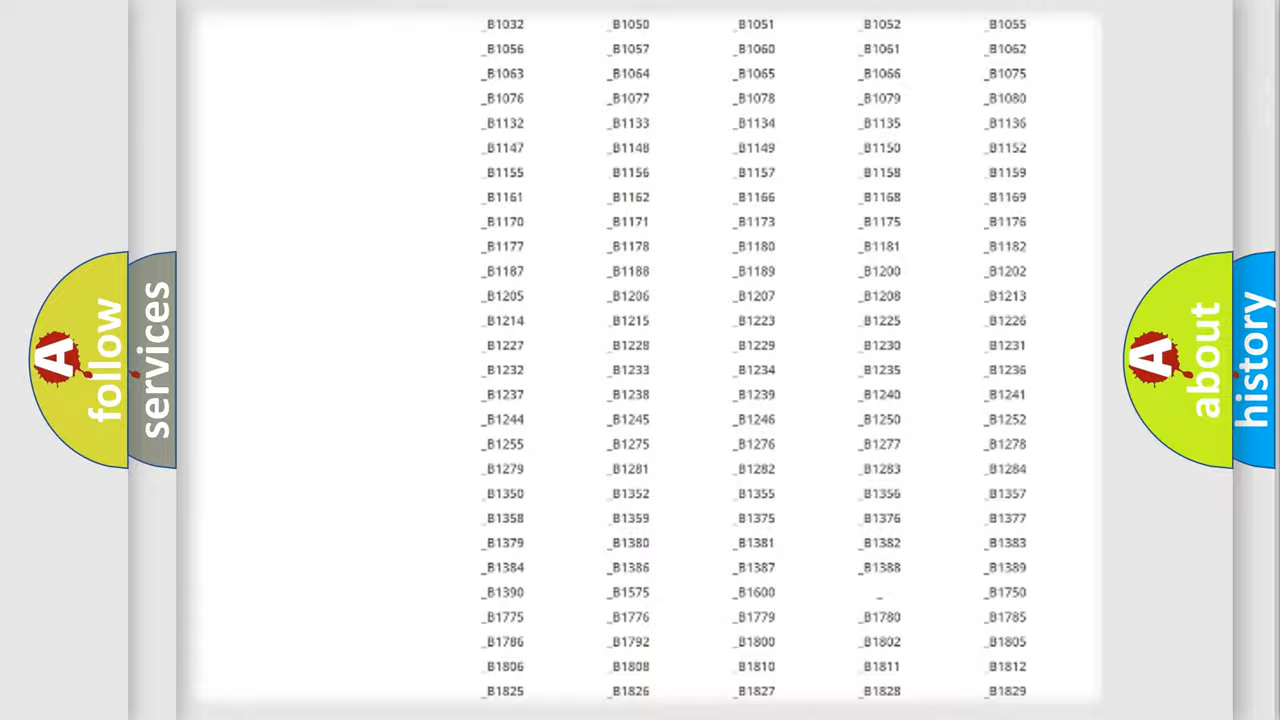 _B1032 _B1050 _B1051 _B1052 _B1055
_B1056 _B1057 _B1060 _B1061 _B1062
_B1063 _B1064 _B1065 _B1066 _B1075
_B1076 _B1077 _B1078 _B1079 _B1080
_B1132 _B1133 _B1134 _B1135 _B1136
_B1147 _B1148 _B1149 _B1150 _B1152
_B1155 _B1156 _B1157 _B1158 _B1159
_B1161 _B1162 _B1166 _B1168 _B1169
_B1170 _B1171 _B1173 _B1175 _B1176
_B1177 _B1178 _B1180 _B1181 _B1182
_B1187 _B1188 _B1189 _B1200 _B1202
_B1205 _B1206 _B1207 _B1208 _B1213
_B1214 _B1215 _B1223 _B1225 _B1226
_B1227 _B1228 _B1229 _B1230 _B1231
_B1232 _B1233 _B1234 _B1235 _B1236
_B1237 _B1238 _B1239 _B1240 _B1241
_B1244 _B1245 _B1246 _B1250 _B1252
_B1255 _B1275 _B1276 _B1277 _B1278
_B1279 _B1281 _B1282 _B1283 _B1284
_B1350 _B1352 _B1355 _B1356 _B1357
_B1358 _B1359 _B1375 _B1376 _B1377
_B1379 _B1380 _B1381 _B1382 _B1383
_B1384 _B1386 _B1387 _B1388 _B1389
_B1390 _B1575 _B1600 _ _B1750
_B1775 _B1776 _B1779 _B1780 _B1785
_B1786 _B1792 _B1800 _B1802 _B1805
_B1806 _B1808 _B1810 _B1811 _B1812
_B1825 _B1826 _B1827 _B1828 _B1829
A
follow
services
A
about
history